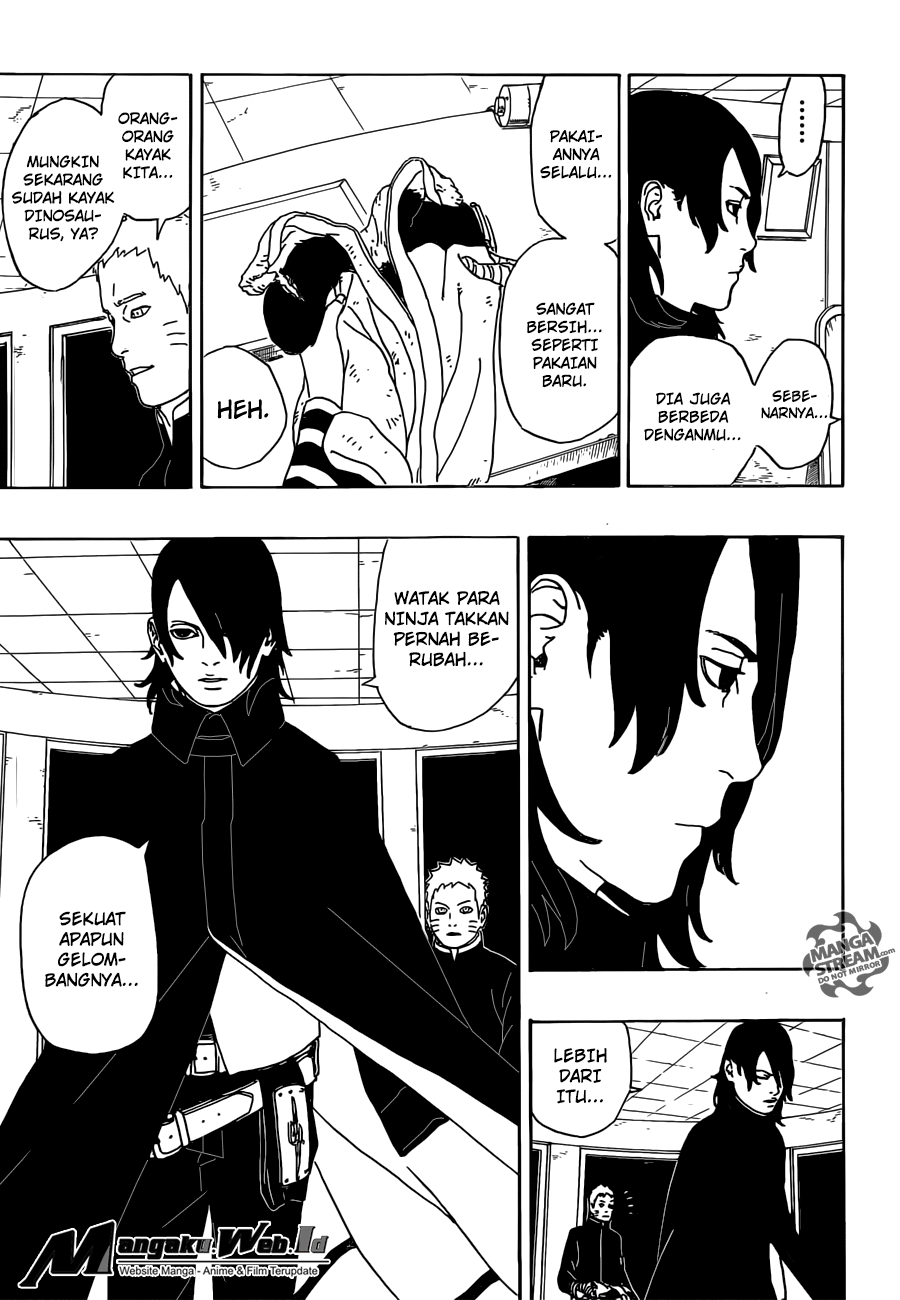 ........
SEBE-
NARNYA...
DIA JUGA
BERBEDA
DENGANMU...
PAKAI-
ANNYA
SELALU...
SANGAT
BERSIH...
SEPERTI
PAKAIAN
BARU.
HEH.
ORANG-
ORANG
KAYAK
KITA...
MUNGKIN
SEKARANG
SUDAH KAYAK
DINOSAU-
RUS, YA?
WATAK PARA
NINJA TAKKAN
PERNAH BE-
RUBAH...
SEKUAT
APAPUN
GELOM-
BANGNYA...
LEBIH
DARI
ITU...
MANGA
STREAM.com
DO NOT MIRROR
Mangaku.Web.Id
Website Manga - Anime & Film Terupdate